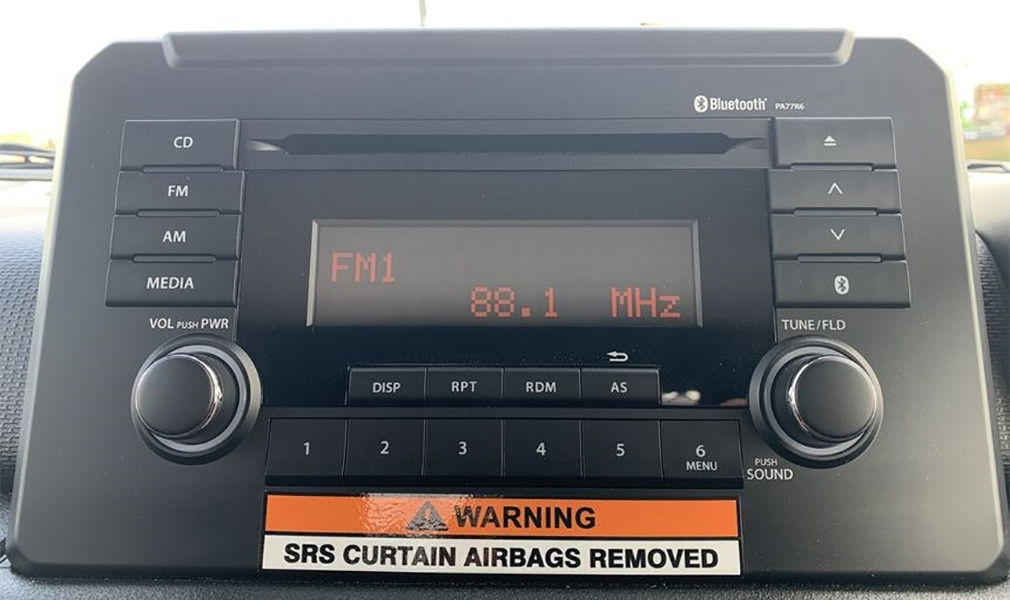 Bluetooth PA77R6
CD
FM
AM
MEDIA
FM1
88.1 MHz
VOL PUSH PWR
TUNE/FLD
DISP
RPT
RDM
AS
1
2
3
4
5
6
MENU
PUSH
SOUND
WARNING
SRS CURTAIN AIRBAGS REMOVED